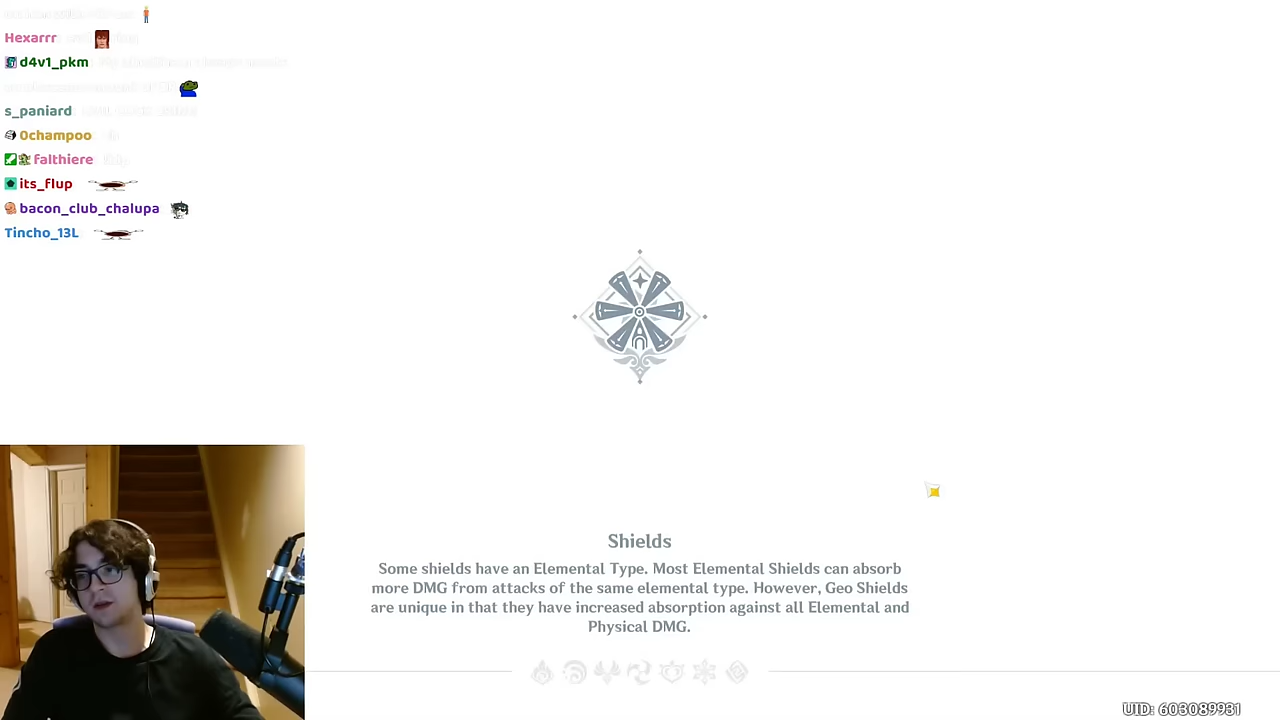 Hexarrr
d4v1_pkm
s_paniard
0champoo
falthiere
its_flup
bacon_club_chalupa
Tincho_13L
Shields
Some shields have an Elemental Type. Most Elemental Shields can absorb
more DMG from attacks of the same elemental type. However, Geo Shields
are unique in that they have increased absorption against all Elemental and
Physical DMG.
UID: 603089931